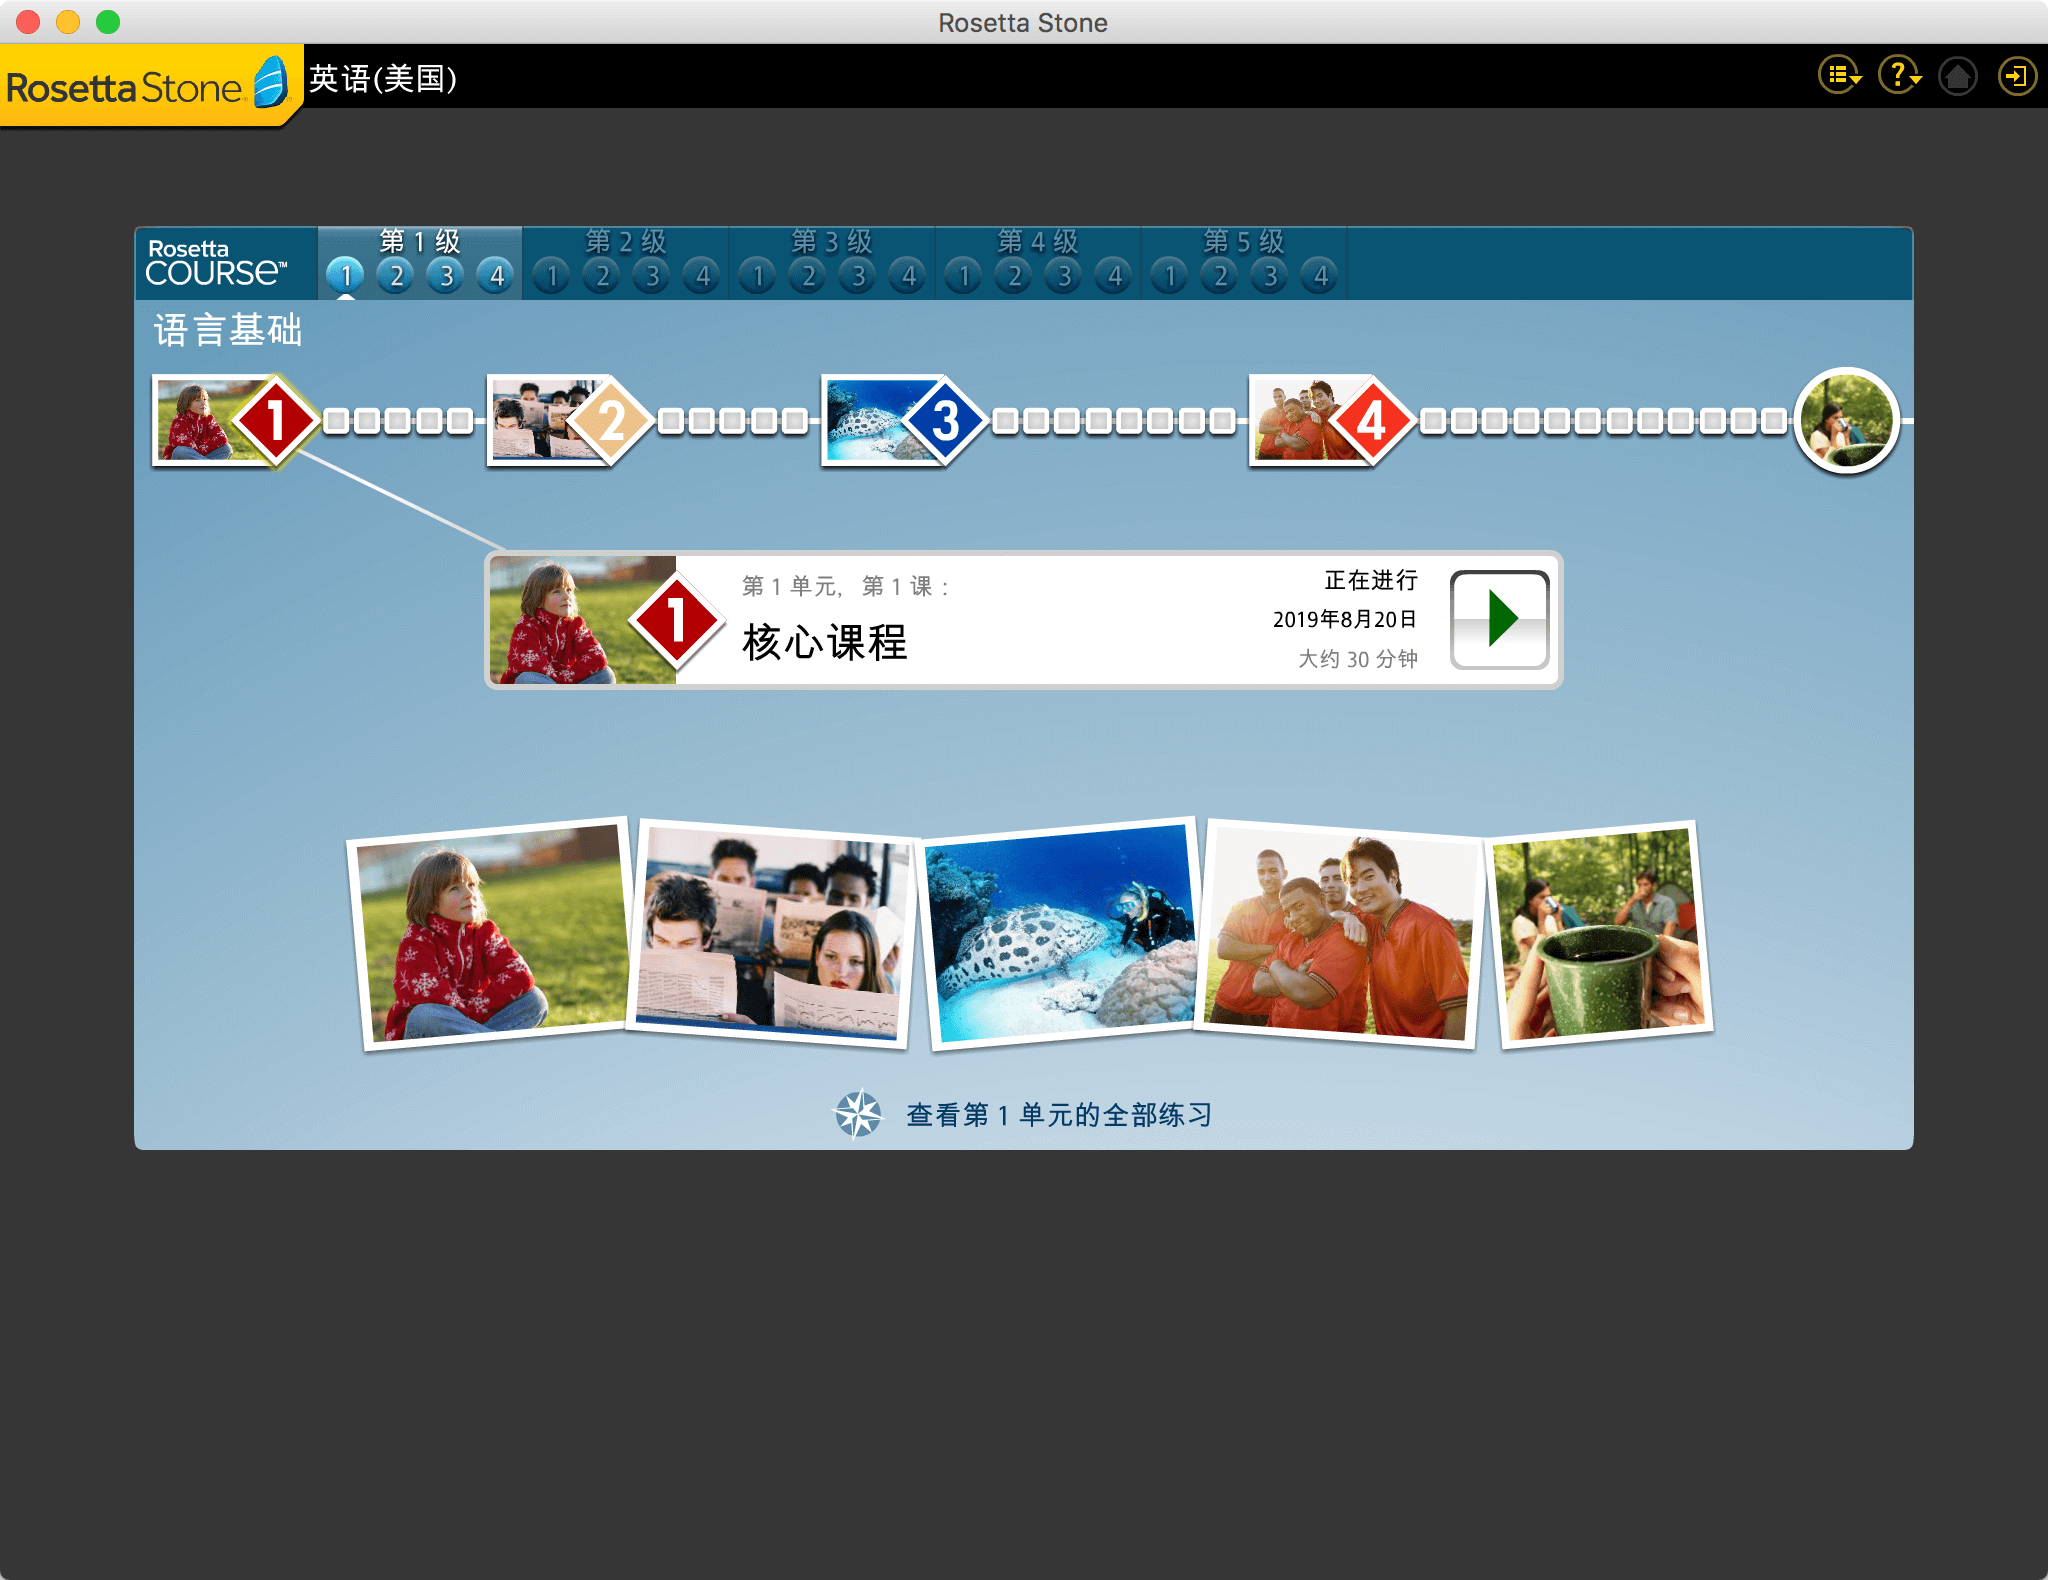 Rosetta Stone
RosettaStone 英语(美国)
?
Rosetta
COURSE™
第 1 级
1 2 3 4
第 2 级
1 2 3 4
第 3 级
1 2 3 4
第 4 级
1 2 3 4
第 5 级
1 2 3 4
语言基础
1
2
3
4
1
第 1 单元, 第 1 课：
核心课程
正在进行
2019年8月20日
大约 30 分钟
查看第 1 单元的全部练习